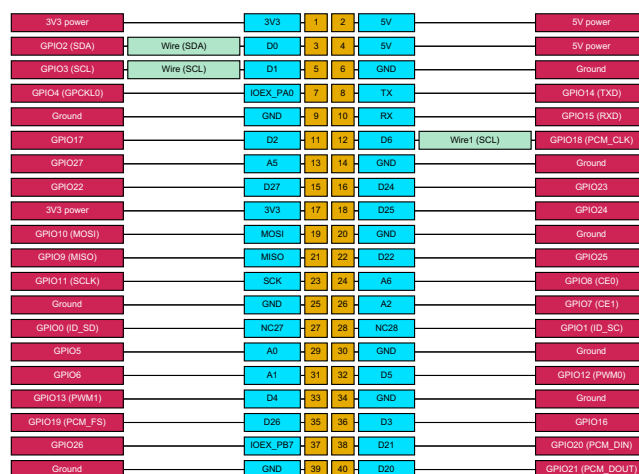 3V3 power 3V3 1 2 5V 5V power
GPIO2 (SDA) Wire (SDA) D0 3 4 5V 5V power
GPIO3 (SCL) Wire (SCL) D1 5 6 GND Ground
GPIO4 (GPCKL0) IOEX_PA0 7 8 TX GPIO14 (TXD)
Ground GND 9 10 RX GPIO15 (RXD)
GPIO17 D2 11 12 D6 Wire1 (SCL) GPIO18 (PCM_CLK)
GPIO27 A5 13 14 GND Ground
GPIO22 D27 15 16 D24 GPIO23
3V3 power 3V3 17 18 D25 GPIO24
GPIO10 (MOSI) MOSI 19 20 GND Ground
GPIO9 (MISO) MISO 21 22 D22 GPIO25
GPIO11 (SCLK) SCK 23 24 A6 GPIO8 (CE0)
Ground GND 25 26 A2 GPIO7 (CE1)
GPIO0 (ID_SD) NC27 27 28 NC28 GPIO1 (ID_SC)
GPIO5 A0 29 30 GND Ground
GPIO6 A1 31 32 D5 GPIO12 (PWM0)
GPIO13 (PWM1) D4 33 34 GND Ground
GPIO19 (PCM_FS) D26 35 36 D3 GPIO16
GPIO26 IOEX_PB7 37 38 D21 GPIO20 (PCM_DIN)
Ground GND 39 40 D20 GPIO21 (PCM_DOUT)